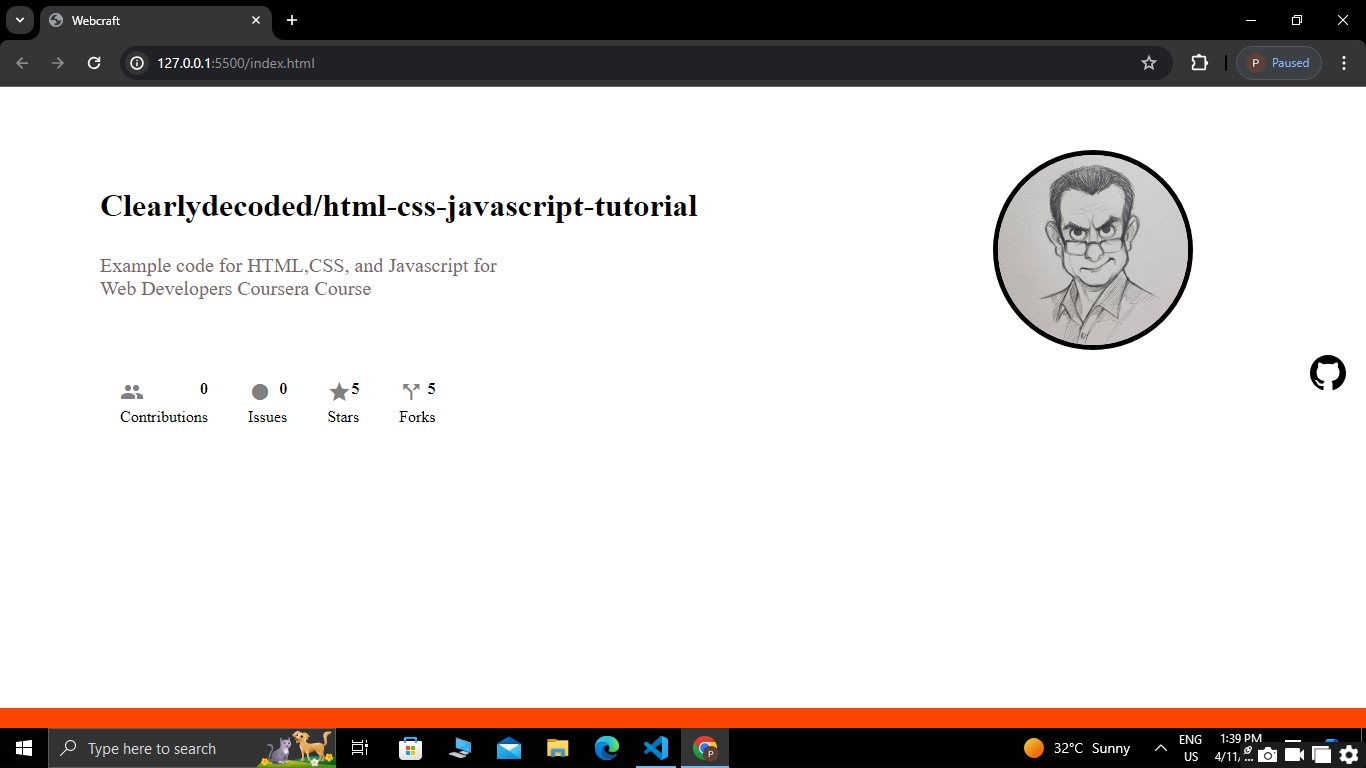 Webcraft
127.0.0.1:5500/index.html
P Paused
Clearlydecoded/html-css-javascript-tutorial
Example code for HTML,CSS, and Javascript for
Web Developers Coursera Course
0 0 5 5
Contributions Issues Stars Forks
Type here to search
P
32°C Sunny
ENG
US
1:39 PM
4/11/